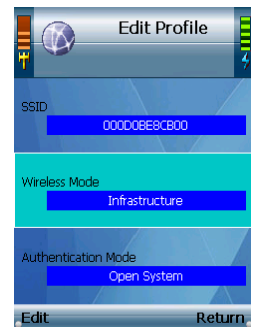 Edit Profile
SSID
000D0BE8CB00
Wireless Mode
Infrastructure
Authentication Mode
Open System
Edit Return